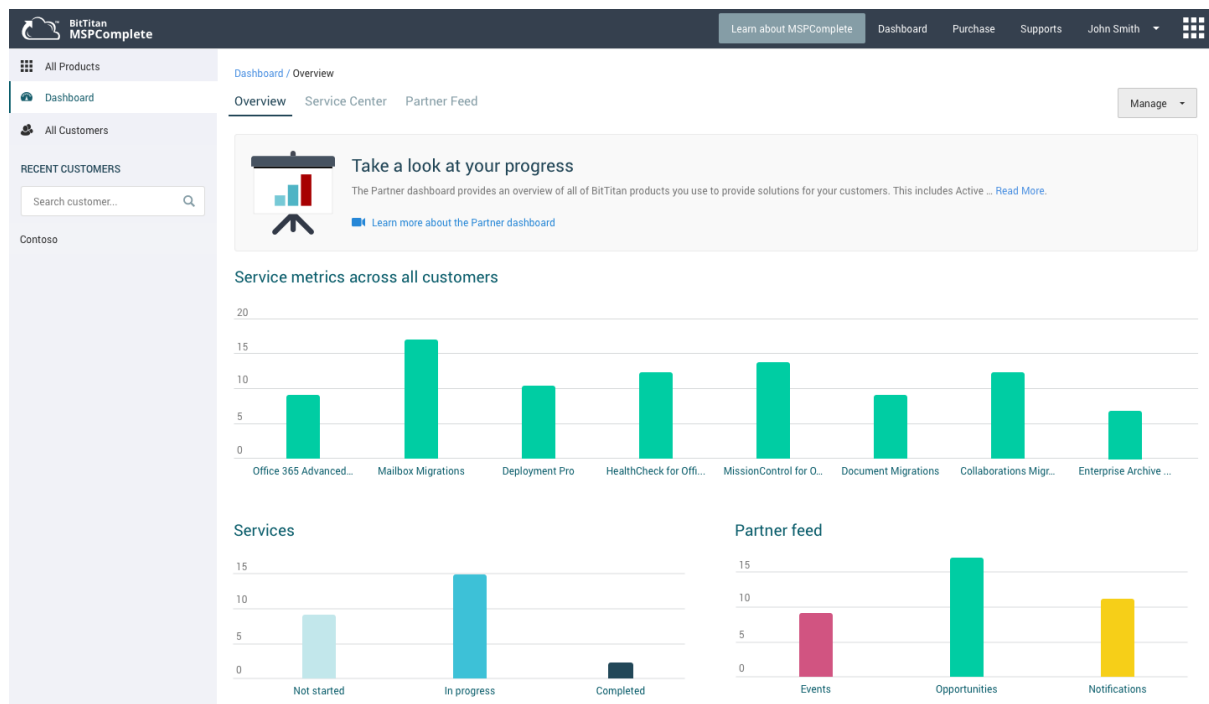 BitTitan
MSPComplete
Learn about MSPComplete
Dashboard
Purchase
Supports
John Smith
All Products
Dashboard
All Customers
RECENT CUSTOMERS
Search customer...
Contoso
Dashboard / Overview
Overview
Service Center
Partner Feed
Manage
Take a look at your progress
The Partner dashboard provides an overview of all of BitTitan products you use to provide solutions for your customers. This includes Active ... Read More.
Learn more about the Partner dashboard
Service metrics across all customers
20
15
10
5
0
Office 365 Advanced...
Mailbox Migrations
Deployment Pro
HealthCheck for Offi...
MissionControl for O...
Document Migrations
Collaborations Migr...
Enterprise Archive ...
Services
15
10
5
0
Not started
In progress
Completed
Partner feed
15
10
5
0
Events
Opportunities
Notifications